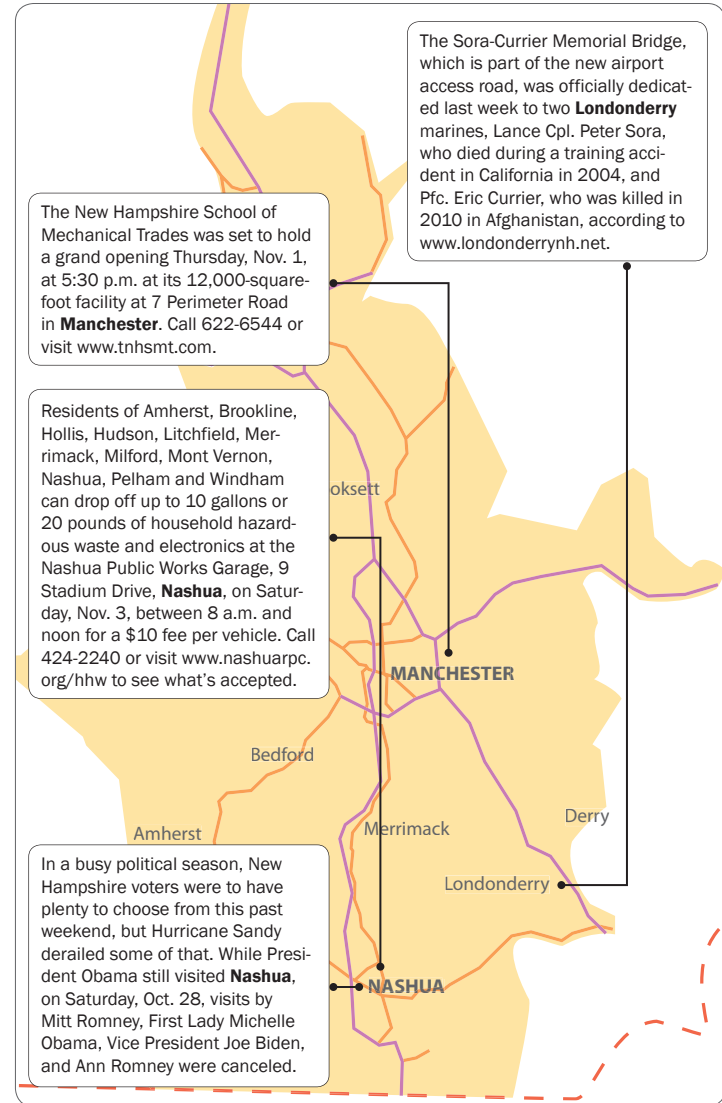 The Sora-Currier Memorial Bridge,
which is part of the new airport
access road, was officially dedicat-
ed last week to two Londonderry
marines, Lance Cpl. Peter Sora,
who died during a training acci-
dent in California in 2004, and
Pfc. Eric Currier, who was killed in
2010 in Afghanistan, according to
www.londonderrynh.net.
The New Hampshire School of
Mechanical Trades was set to hold
a grand opening Thursday, Nov. 1,
at 5:30 p.m. at its 12,000-square-
foot facility at 7 Perimeter Road
in Manchester. Call 622-6544 or
visit www.tnhsmt.com.
Residents of Amherst, Brookline,
Hollis, Hudson, Litchfield, Mer-
rimack, Milford, Mont Vernon,
Nashua, Pelham and Windham
can drop off up to 10 gallons or
20 pounds of household hazard-
ous waste and electronics at the
Nashua Public Works Garage, 9
Stadium Drive, Nashua, on Satur-
day, Nov. 3, between 8 a.m. and
noon for a $10 fee per vehicle. Call
424-2240 or visit www.nashuarpc.
org/hhw to see what's accepted.
oksett
MANCHESTER
Bedford
Amherst
Merrimack
Derry
Londonderry
In a busy political season, New
Hampshire voters were to have
plenty to choose from this past
weekend, but Hurricane Sandy
derailed some of that. While Presi-
dent Obama still visited Nashua,
on Saturday, Oct. 28, visits by
Mitt Romney, First Lady Michelle
Obama, Vice President Joe Biden,
and Ann Romney were canceled.
NASHUA